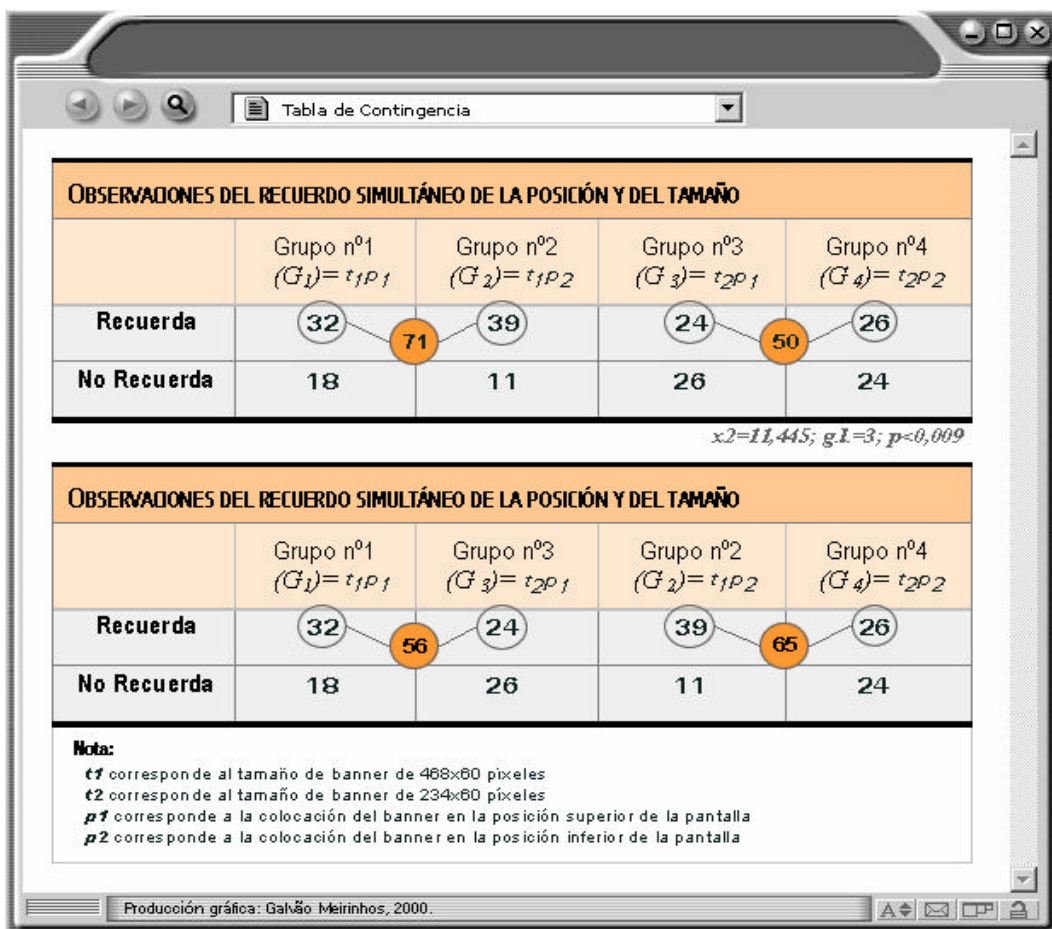 Tabla de Contingencia
OBSERVACIONES DEL RECUERDO SIMULTÁNEO DE LA POSICIÓN Y DEL TAMAÑO
Grupo nº1 Grupo nº2 Grupo nº3 Grupo nº4
(G1)= t1p1 (G2)= t1p2 (G3)= t2p1 (G4)= t2p2
Recuerda 32 71 39 24 50 26
No Recuerda 18 11 26 24
x2=11,445; g.l.=3; p<0,009
OBSERVACIONES DEL RECUERDO SIMULTÁNEO DE LA POSICIÓN Y DEL TAMAÑO
Grupo nº1 Grupo nº3 Grupo nº2 Grupo nº4
(G1)= t1p1 (G3)= t2p1 (G2)= t1p2 (G4)= t2p2
Recuerda 32 56 24 39 65 26
No Recuerda 18 26 11 24
Nota:
t1 corresponde al tamaño de banner de 468x60 pixeles
t2 corresponde al tamaño de banner de 234x60 píxeles
p1 corresponde a la colocación del banner en la posición superior de la pantalla
p2 corresponde a la colocación del banner en la posición inferior de la pantalla
Producción gráfica: Galvão Meirinhos, 2000.
A